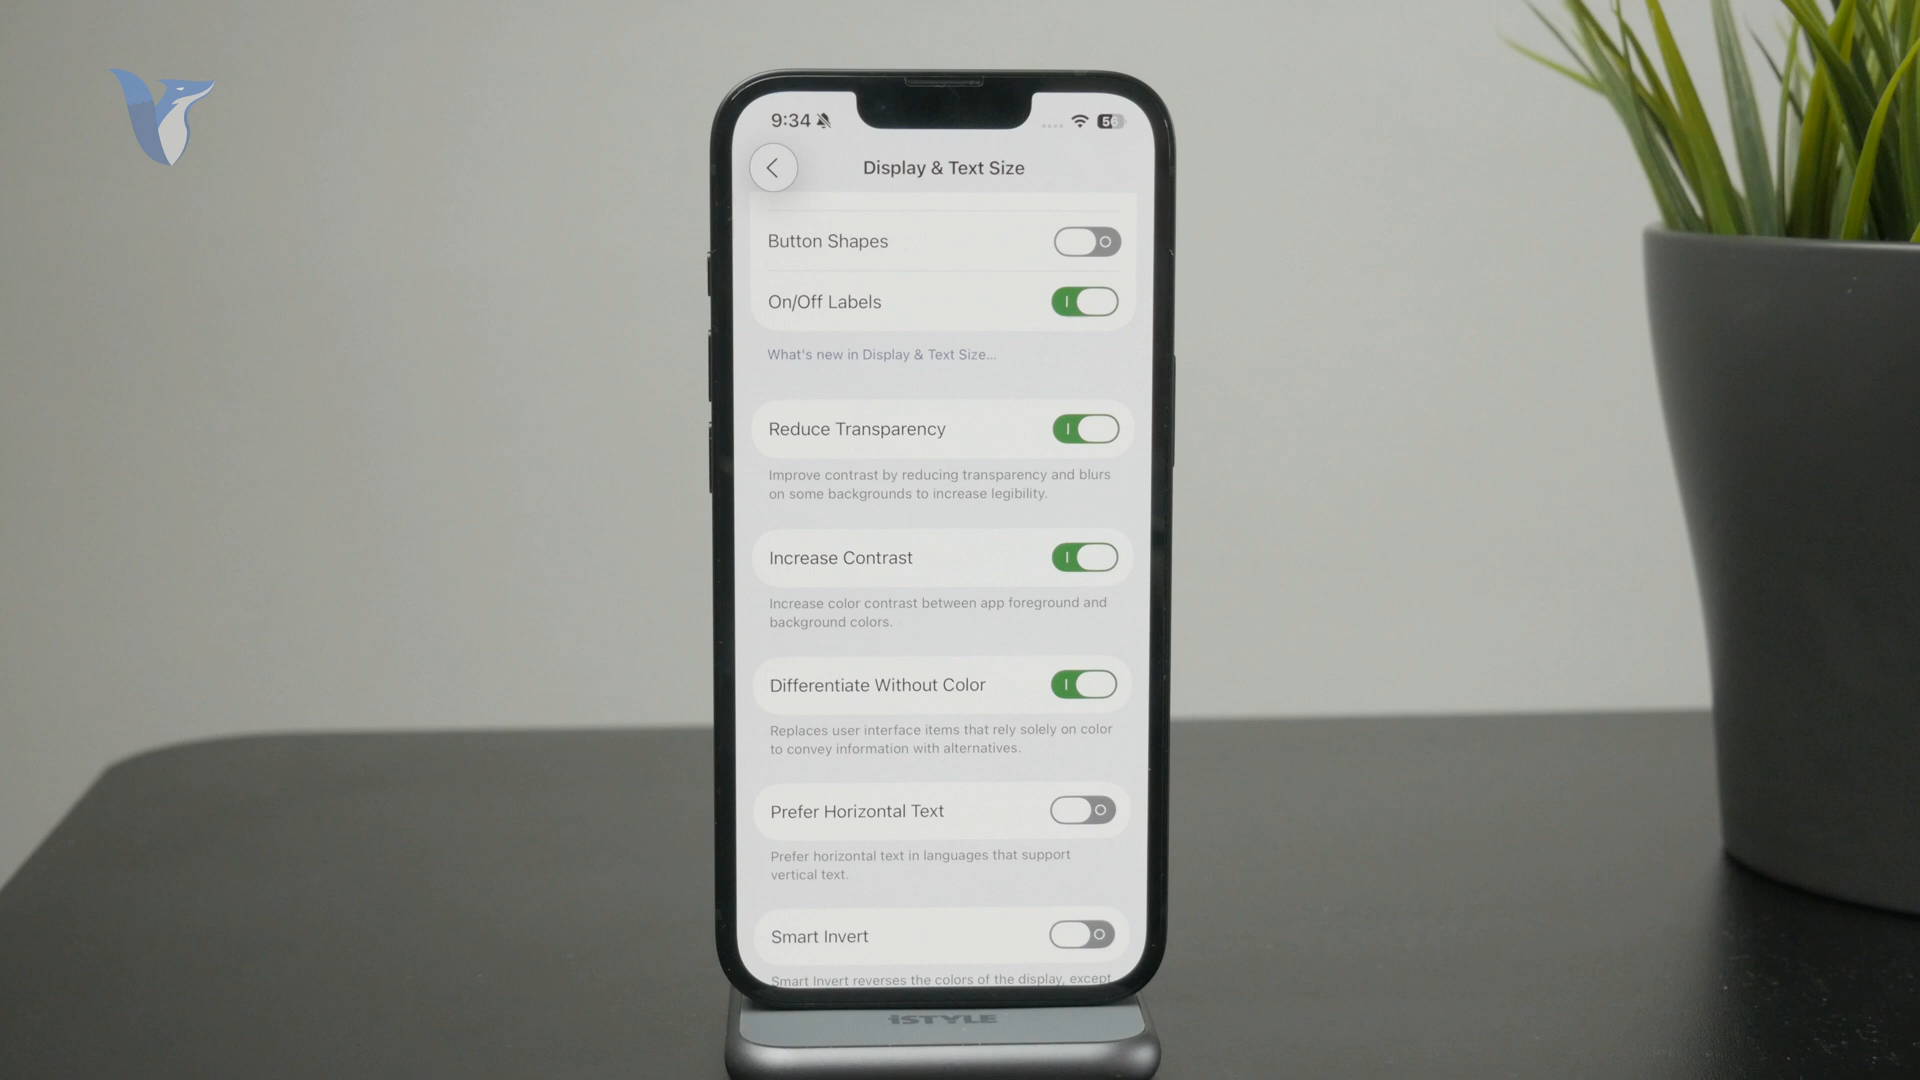 9:34
56
Display & Text Size
Button Shapes
On/Off Labels
What's new in Display & Text Size...
Reduce Transparency
Improve contrast by reducing transparency and blurs
on some backgrounds to increase legibility.
Increase Contrast
Increase color contrast between app foreground and
background colors.
Differentiate Without Color
Replaces user interface items that rely solely on color
to convey information with alternatives.
Prefer Horizontal Text
Prefer horizontal text in languages that support
vertical text.
Smart Invert
Smart Invert reverses the colors of the display, except
iSTYLE